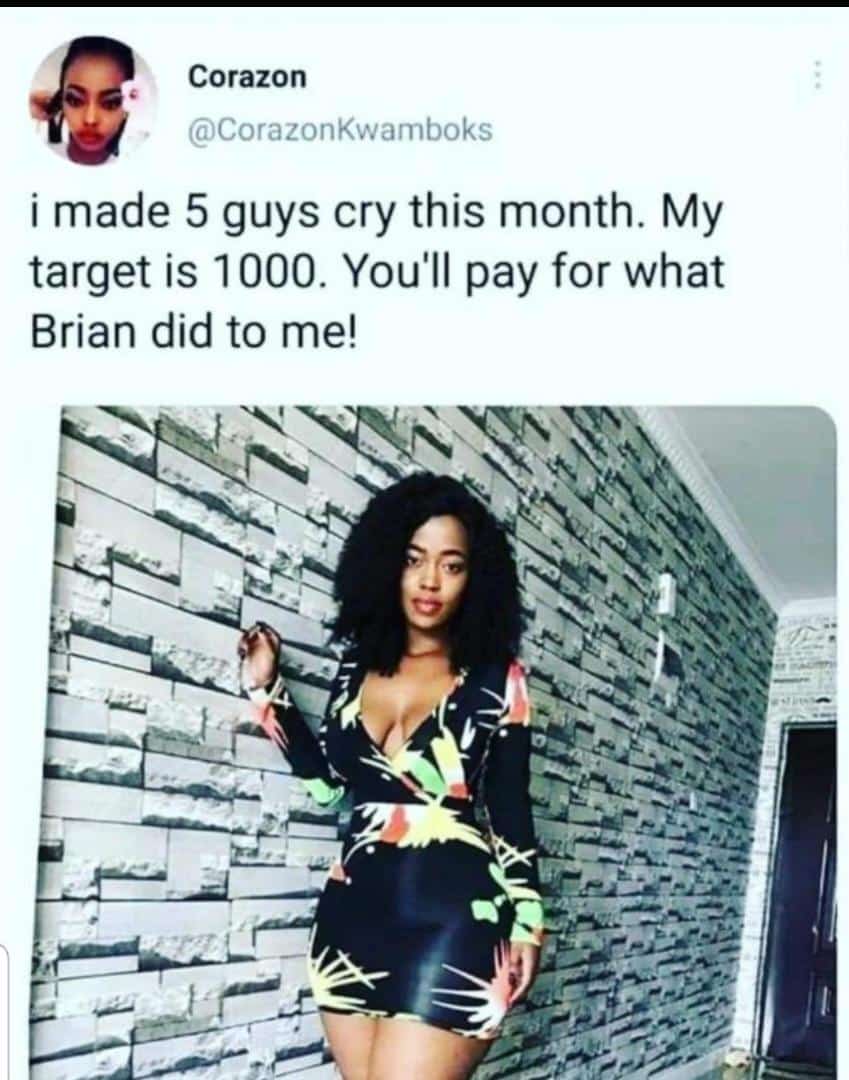 Corazon
@CorazonKwamboks
i made 5 guys cry this month. My
target is 1000. You'll pay for what
Brian did to me!